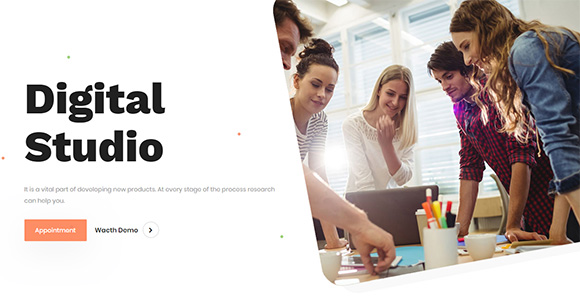 Digital
Studio
It is a vital part of developing new products. At every stage of the process research
can help you.
Appointment
Wacth Demo